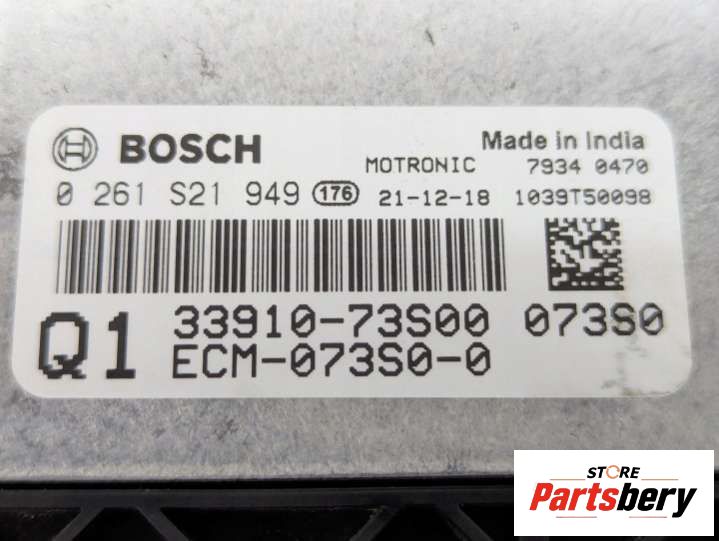 BOSCH
Made in India
MOTRONIC 7934 0470
0 261 S21 949 176 21-12-18 1039T50098
Q1 33910-73S00 073S0
ECM-073S0-0
STORE
Partsbery